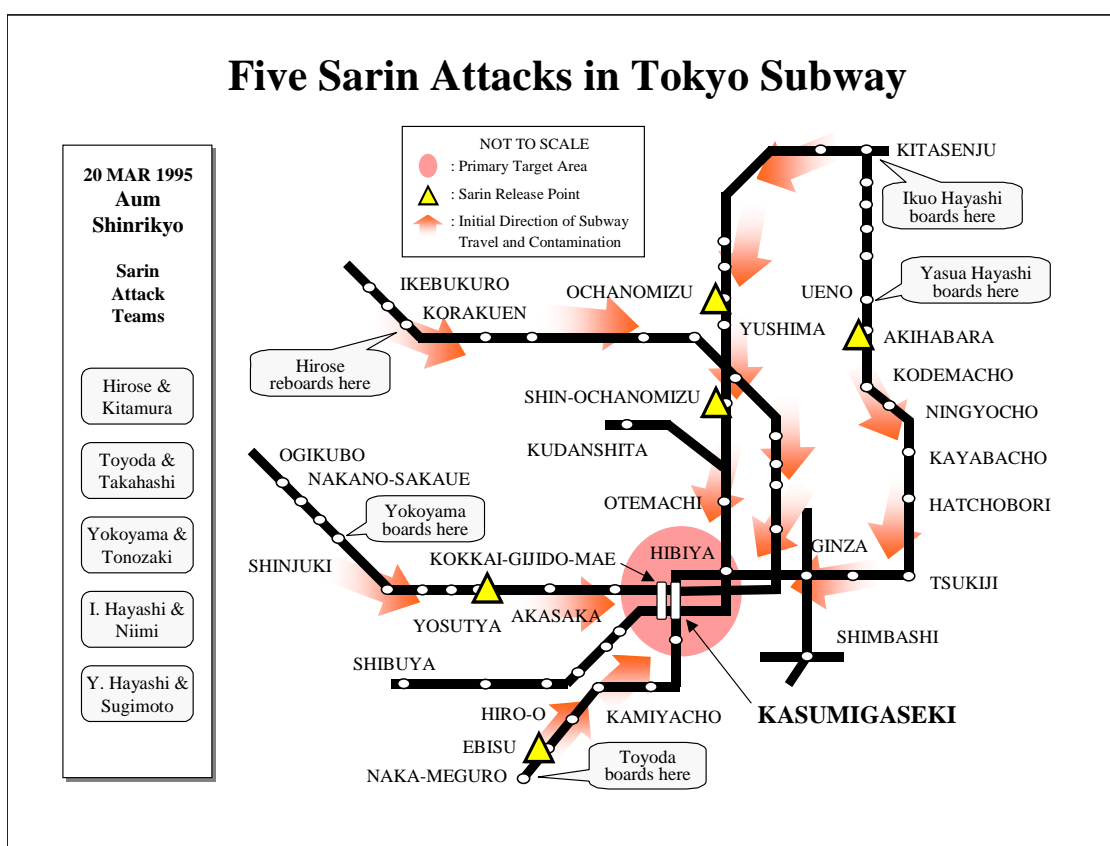 Five Sarin Attacks in Tokyo Subway
20 MAR 1995
Aum
Shinrikyo
Sarin
Attack
Teams
Hirose &
Kitamura
Toyoda &
Takahashi
Yokoyama &
Tonozaki
I. Hayashi &
Niimi
Y. Hayashi &
Sugimoto
NOT TO SCALE
: Primary Target Area
: Sarin Release Point
: Initial Direction of Subway
Travel and Contamination
KITASENJU
Ikuo Hayashi
boards here
IKEBUKURO
KORAKUEN
OCHANOMIZU
YUSHIMA
UENO
Yasua Hayashi
boards here
AKIHABARA
Hirose
reboards here
KODEMACHO
SHIN-OCHANOMIZU
NINGYOCHO
KUDANSHITA
KAYABACHO
OGIKUBO
NAKANO-SAKAUE
OTEMACHI
HATCHOBORI
Yokoyama
boards here
SHINJUKI
KOKKAI-GIJIDO-MAE
HIBIYA
GINZA
TSUKIJI
YOSUTYA
AKASAKA
SHIMBASHI
SHIBUYA
HIRO-O
KAMIYACHO
KASUMIGASEKI
EBISU
NAKA-MEGURO
Toyoda
boards here